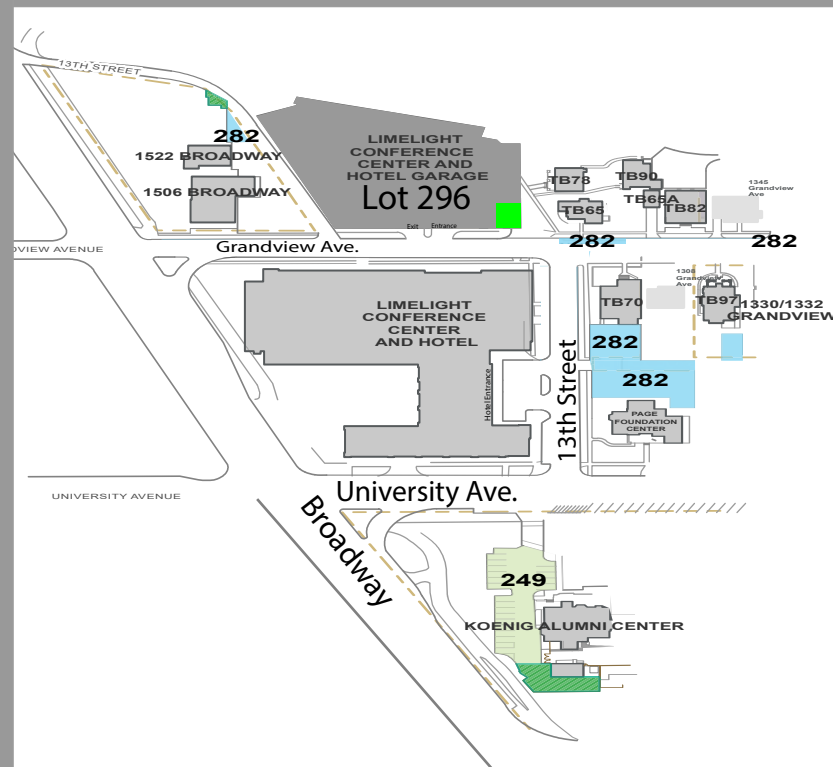 13TH STREET
282
1522 BROADWAY
1506 BROADWAY
LIMELIGHT
CONFERENCE
CENTER AND
HOTEL GARAGE
Lot 296
Exit
Entrance
TB78
TB90
TB65A
TB65
TB82
1345
Grandview
Ave
DVIEW AVENUE
Grandview Ave.
282
282
LIMELIGHT
CONFERENCE
CENTER
AND HOTEL
Hotel Entrance
13th Street
TB70
1308
Grandview
Ave
TB97
1330/1332
GRANDVIEW
282
282
PAGE
FOUNDATION
CENTER
UNIVERSITY AVENUE
University Ave.
Broadway
249
KOENIG ALUMNI CENTER